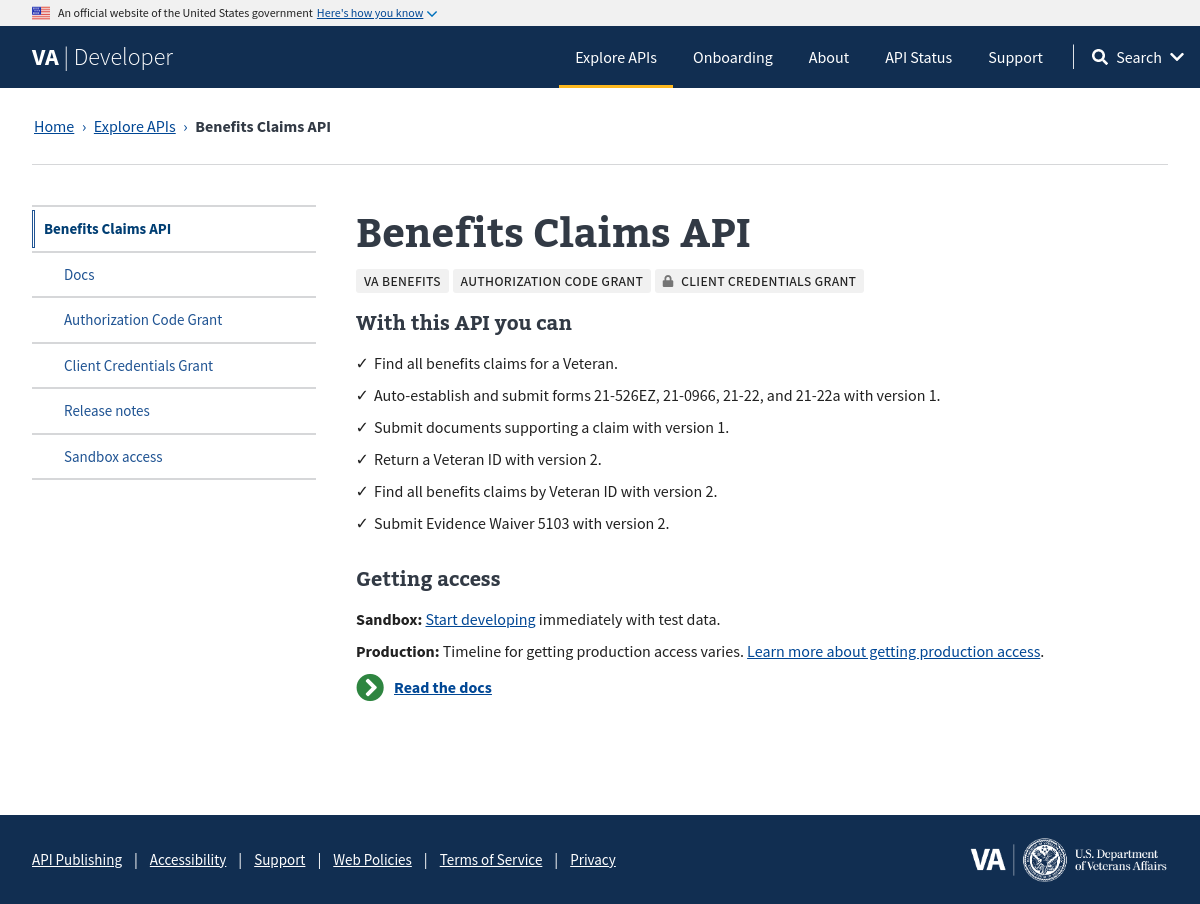 An official website of the United States government Here's how you know
VA | Developer
Explore APIs
Onboarding
About
API Status
Support
Search
Home › Explore APIs › Benefits Claims API
Benefits Claims API
Docs
Authorization Code Grant
Client Credentials Grant
Release notes
Sandbox access
Benefits Claims API
VA BENEFITS
AUTHORIZATION CODE GRANT
CLIENT CREDENTIALS GRANT
With this API you can
✓ Find all benefits claims for a Veteran.
✓ Auto-establish and submit forms 21-526EZ, 21-0966, 21-22, and 21-22a with version 1.
✓ Submit documents supporting a claim with version 1.
✓ Return a Veteran ID with version 2.
✓ Find all benefits claims by Veteran ID with version 2.
✓ Submit Evidence Waiver 5103 with version 2.
Getting access
Sandbox: Start developing immediately with test data.
Production: Timeline for getting production access varies. Learn more about getting production access.
Read the docs
API Publishing | Accessibility | Support | Web Policies | Terms of Service | Privacy
VA
U.S. Department
of Veterans Affairs